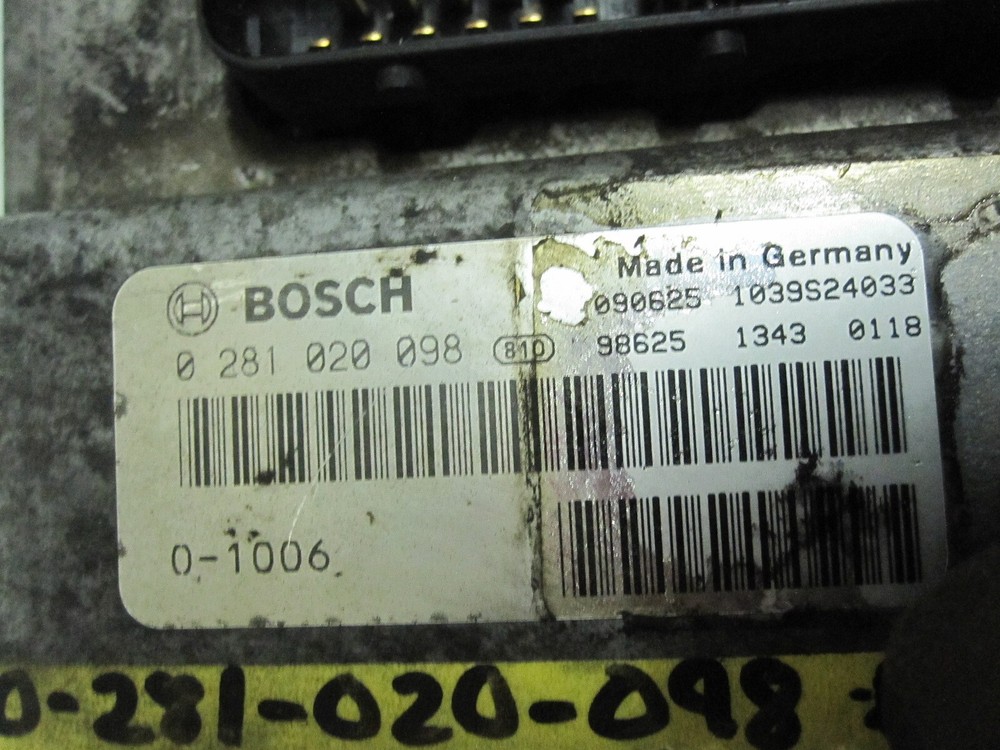 BOSCH
0 281 020 098 810
Made in Germany
090625 1039S24033
98625 1343 0118
0-1006
0-281-020-098 -